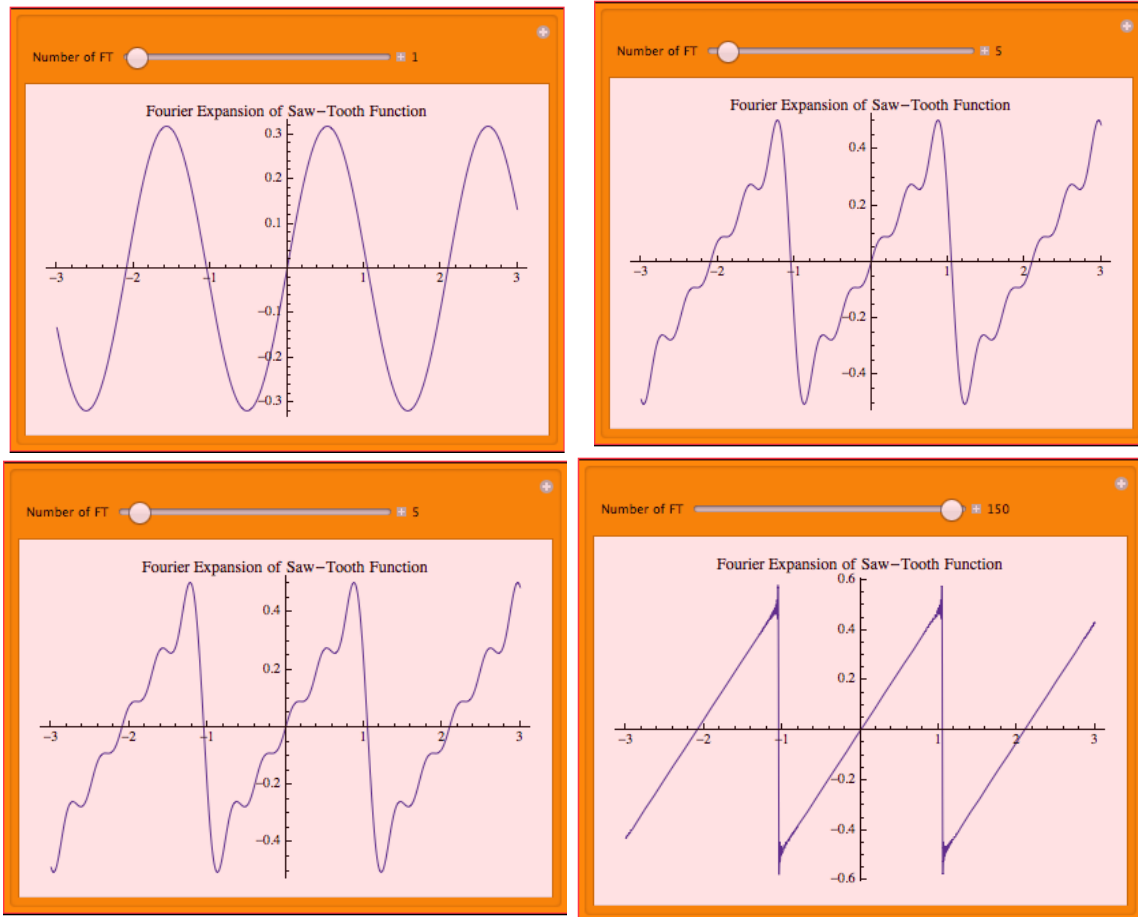 Number of FT 1
Fourier Expansion of Saw-Tooth Function
0.3
0.2
0.1
-3 -2 -1 1 2 3
-0.1
-0.2
-0.3
Number of FT 5
Fourier Expansion of Saw-Tooth Function
0.4
0.2
-3 -2 -1 1 2 3
-0.2
-0.4
Number of FT 5
Fourier Expansion of Saw-Tooth Function
0.4
0.2
-3 -2 -1 1 2 3
-0.2
-0.4
Number of FT 150
Fourier Expansion of Saw-Tooth Function
0.6
0.4
0.2
-3 -2 -1 1 2 3
-0.2
-0.4
-0.6